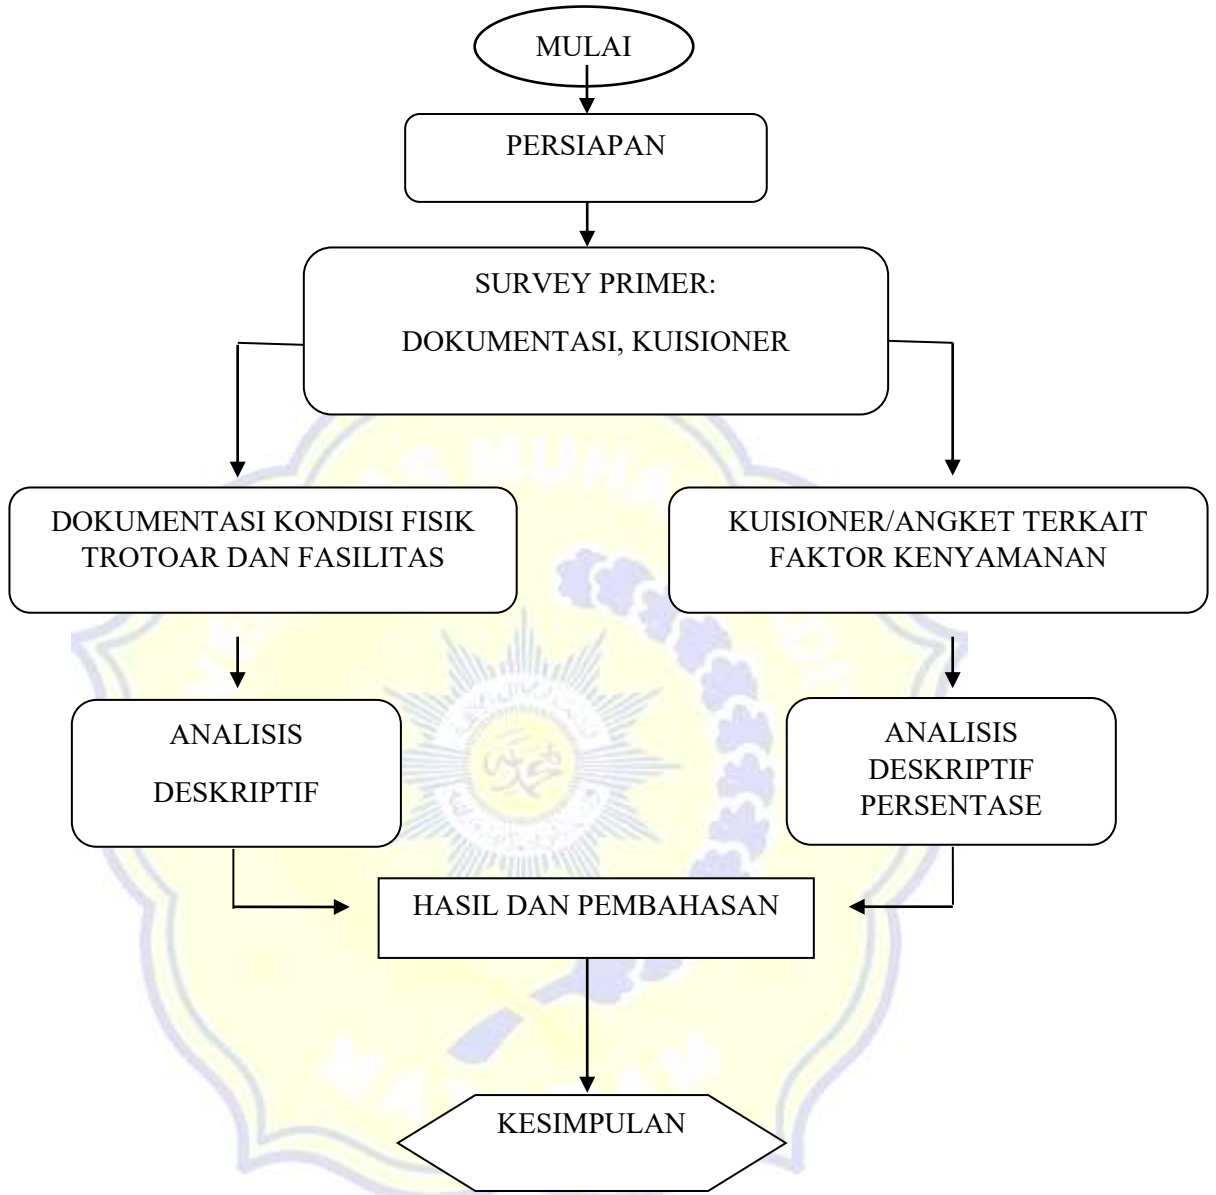 MULAI
PERSIAPAN
SURVEY PRIMER:
DOKUMENTASI, KUISIONER
DOKUMENTASI KONDISI FISIK
TROTOAR DAN FASILITAS
KUISIONER/ANGKET TERKAIT
FAKTOR KENYAMANAN
ANALISIS
DESKRIPTIF
ANALISIS
DESKRIPTIF
PERSENTASE
HASIL DAN PEMBAHASAN
KESIMPULAN